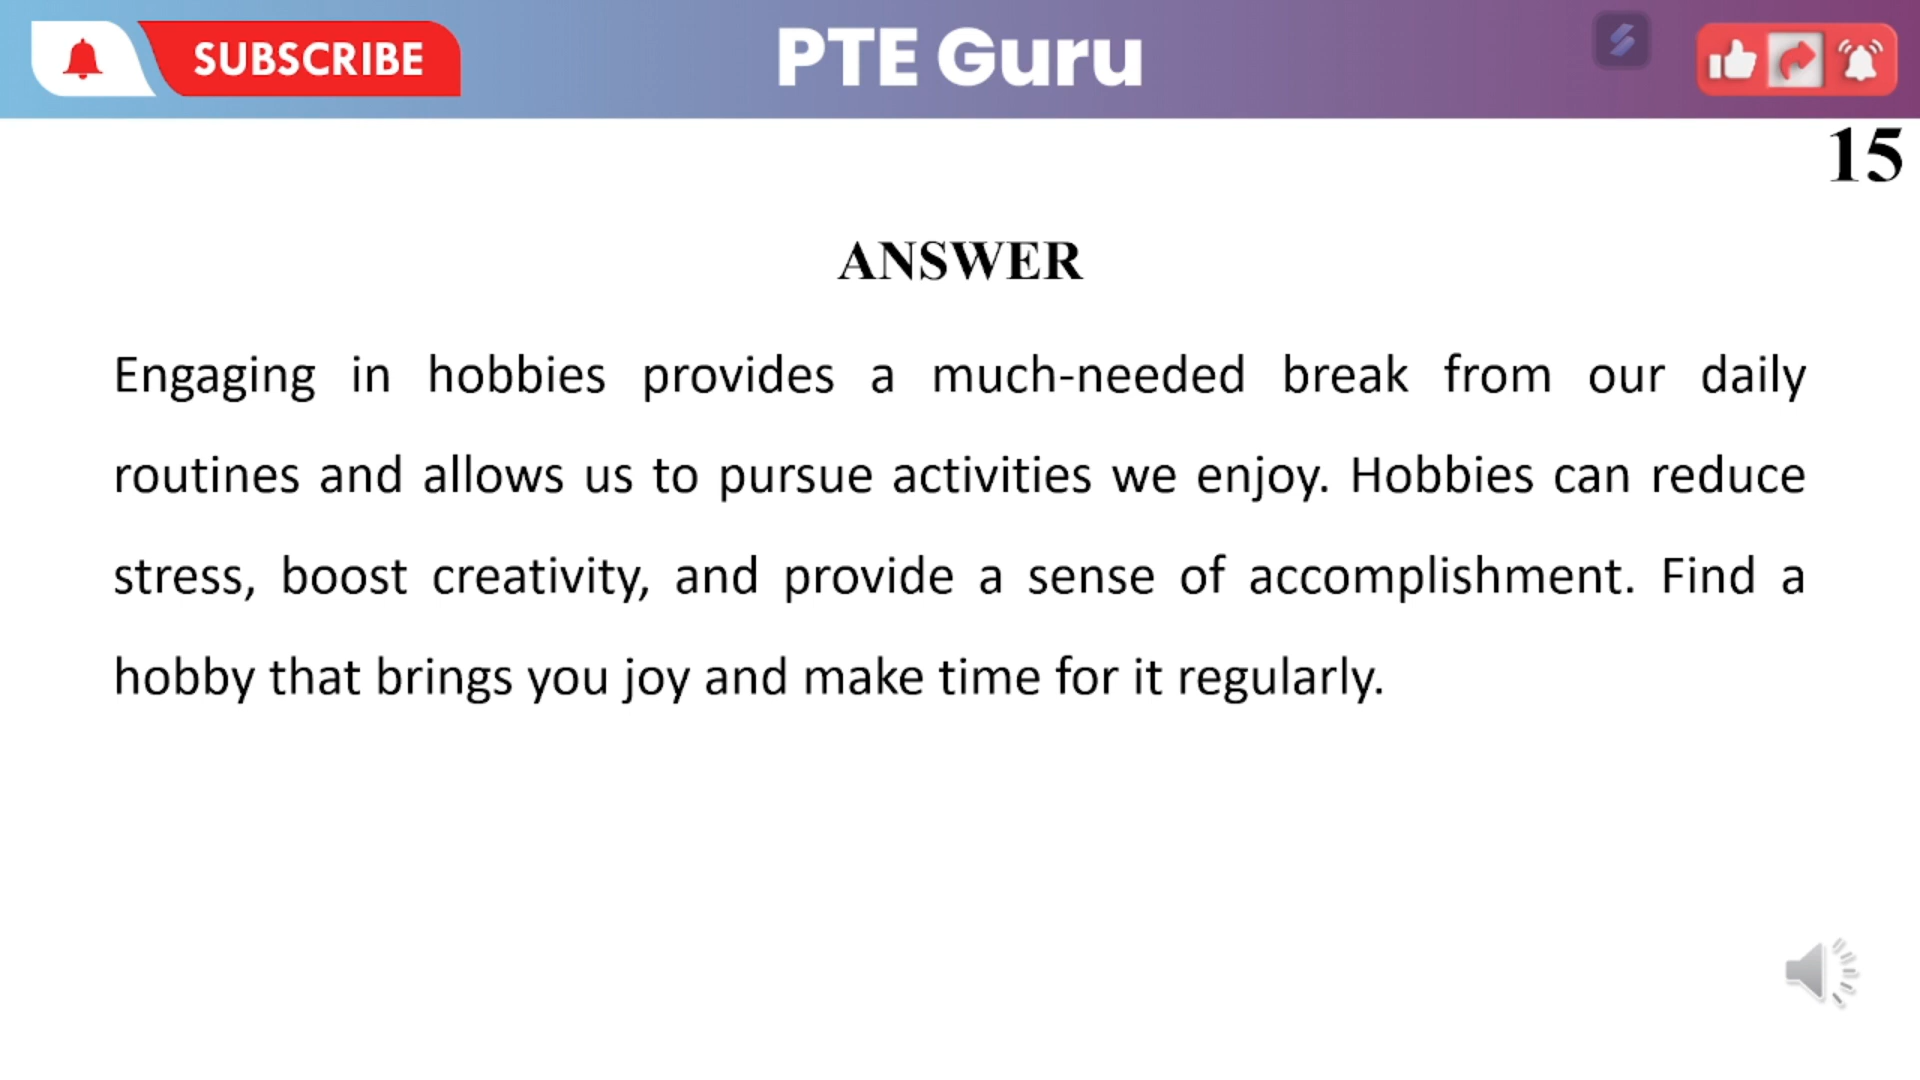 SUBSCRIBE
PTE Guru
15
ANSWER
Engaging in hobbies provides a much-needed break from our daily
routines and allows us to pursue activities we enjoy. Hobbies can reduce
stress, boost creativity, and provide a sense of accomplishment. Find a
hobby that brings you joy and make time for it regularly.